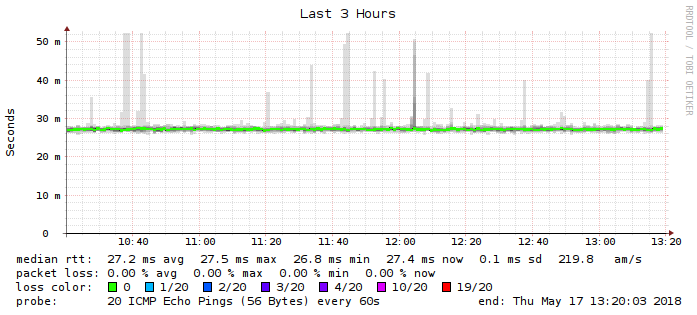 Last 3 Hours
RRDTOOL / TOBI OETIKER
Seconds
50 m
40 m
30 m
20 m
10 m
0
10:40 11:00 11:20 11:40 12:00 12:20 12:40 13:00 13:20
median rtt: 27.2 ms avg 27.5 ms max 26.8 ms min 27.4 ms now 0.1 ms sd 219.8 am/s
packet loss: 0.00 % avg 0.00 % max 0.00 % min 0.00 % now
loss color: 0 1/20 2/20 3/20 4/20 10/20 19/20
probe: 20 ICMP Echo Pings (56 Bytes) every 60s end: Thu May 17 13:20:03 2018